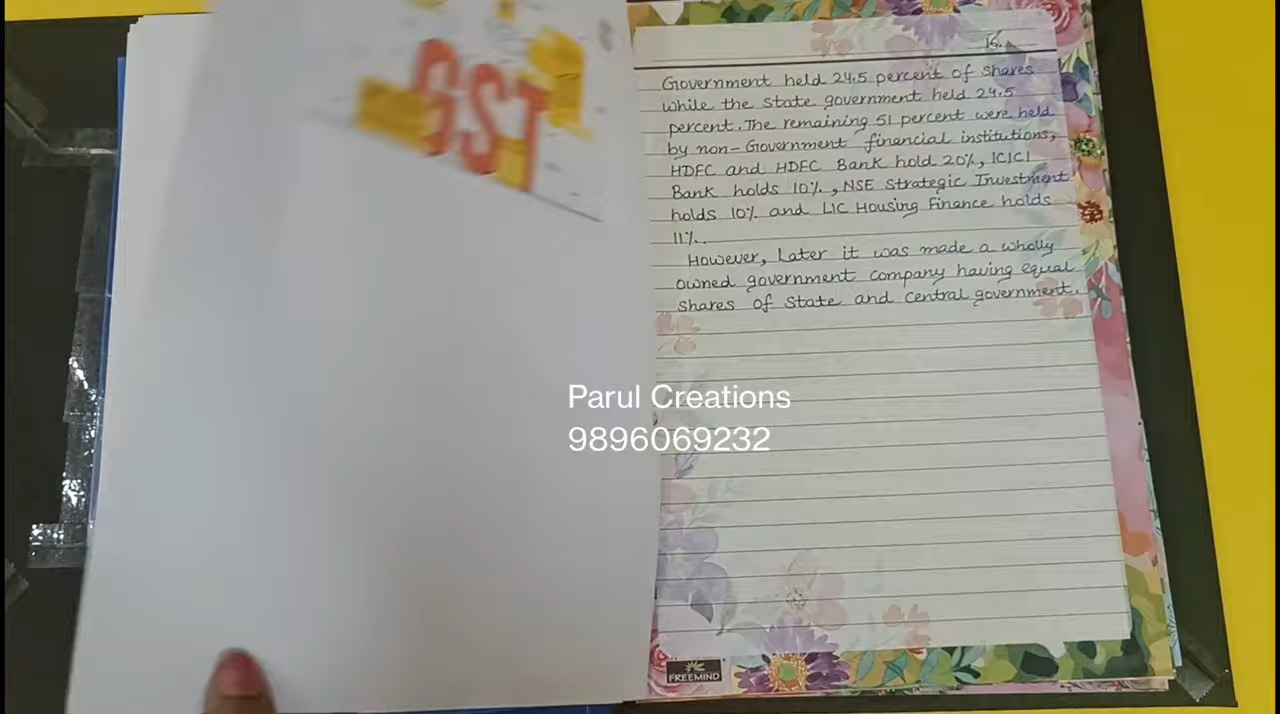 GST
16.
Government held 24.5 percent of shares
while the State government held 24.5
percent. The remaining 51 percent were held
by non-Government financial institutions,
HDFC and HDFC Bank hold 20%, ICICI
Bank holds 10%, NSE Strategic Investment
holds 10% and LIC Housing Finance holds
11%.
However, Later it was made a wholly
owned government company having equal
shares of State and Central government.
Parul Creations
9896069232
FREEMIND